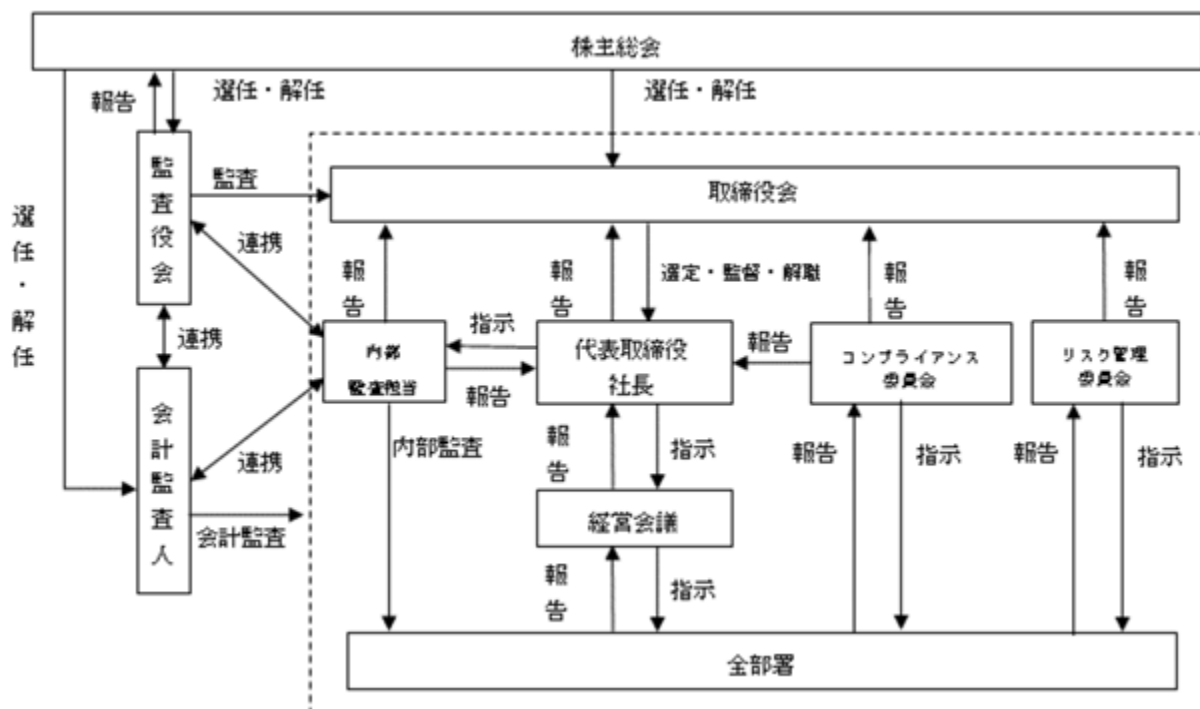 株主総会
報告
選任・解任
選任・解任
選任・解任
監査役会
監査
取締役会
連携
報告
報告
選定・監督・解職
報告
報告
連携
内部
監査担当
指示
報告
代表取締役
社長
報告
コンプライアンス
委員会
リスク管理
委員会
会計監査人
連携
会計監査
内部監査
報告
指示
報告
指示
報告
指示
経営会議
報告
指示
全部署